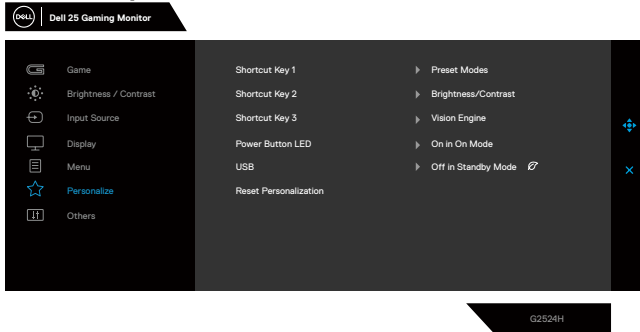 DELL Dell 25 Gaming Monitor
Game Shortcut Key 1 Preset Modes
Brightness / Contrast Shortcut Key 2 Brightness/Contrast
Input Source Shortcut Key 3 Vision Engine
Display Power Button LED On in On Mode
Menu USB Off in Standby Mode
Personalize Reset Personalization
Others
G2524H